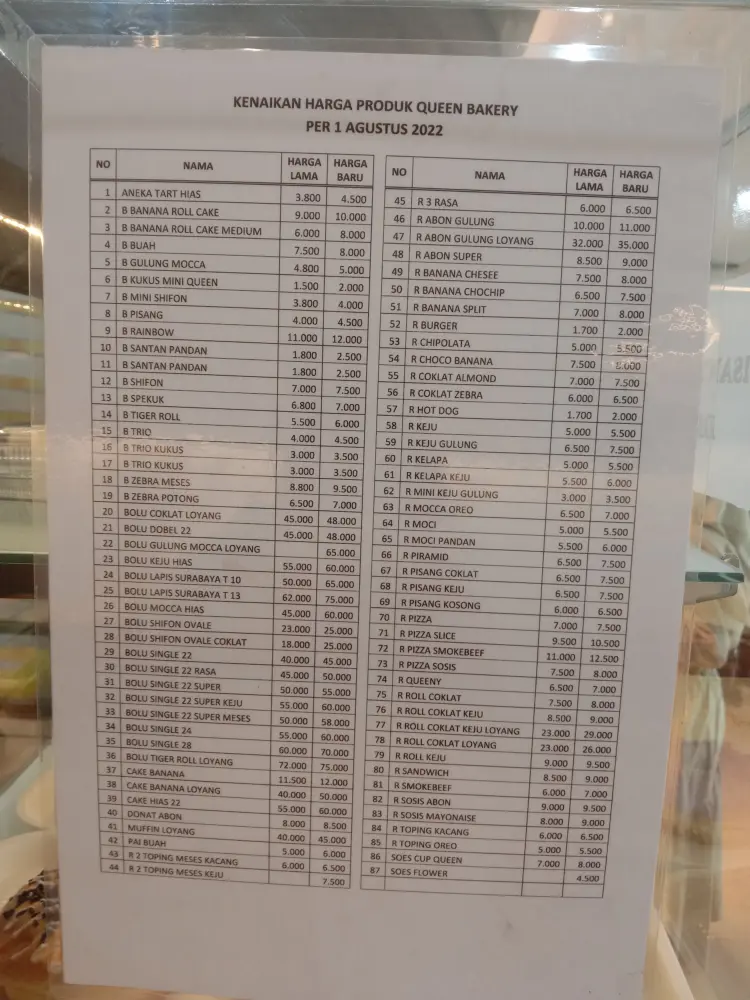 KENAIKAN HARGA PRODUK QUEEN BAKERY
PER 1 AGUSTUS 2022
NO NAMA HARGA LAMA HARGA BARU
1 ANEKA TART HIAS 3.800 4.500
2 B BANANA ROLL CAKE 9.000 10.000
3 B BANANA ROLL CAKE MEDIUM 6.000 8.000
4 B BUAH 7.500 8.000
5 B GULUNG MOCCA 4.800 5.000
6 B KUKUS MINI QUEEN 1.500 2.000
7 B MINI SHIFON 3.800 4.000
8 B PISANG 4.000 4.500
9 B RAINBOW 11.000 12.000
10 B SANTAN PANDAN 1.800 2.500
11 B SANTAN PANDAN 1.800 2.500
12 B SHIFON 7.000 7.500
13 B SPEKUK 6.800 7.000
14 B TIGER ROLL 5.500 6.000
15 B TRIO 4.000 4.500
16 B TRIO KUKUS 3.000 3.500
17 B TRIO KUKUS 3.000 3.500
18 B ZEBRA MESES 8.800 9.500
19 B ZEBRA POTONG 6.500 7.000
20 BOLU COKLAT LOYANG 45.000 48.000
21 BOLU DOBEL 22 45.000 48.000
22 BOLU GULUNG MOCCA LOYANG 65.000
23 BOLU KEJU HIAS 55.000 60.000
24 BOLU LAPIS SURABAYA T 10 50.000 65.000
25 BOLU LAPIS SURABAYA T 13 62.000 75.000
26 BOLU MOCCA HIAS 45.000 60.000
27 BOLU SHIFON OVALE 23.000 25.000
28 BOLU SHIFON OVALE COKLAT 18.000 25.000
29 BOLU SINGLE 22 40.000 45.000
30 BOLU SINGLE 22 RASA 45.000 50.000
31 BOLU SINGLE 22 SUPER 50.000 55.000
32 BOLU SINGLE 22 SUPER KEJU 55.000 60.000
33 BOLU SINGLE 22 SUPER MESES 50.000 58.000
34 BOLU SINGLE 24 55.000 60.000
35 BOLU SINGLE 28 60.000 70.000
36 BOLU TIGER ROLL LOYANG 72.000 75.000
37 CAKE BANANA 11.500 12.000
38 CAKE BANANA LOYANG 40.000 50.000
39 CAKE HIAS 22 55.000 60.000
40 DONAT ABON 8.000 8.500
41 MUFFIN LOYANG 40.000 45.000
42 PAI BUAH 5.000 6.000
43 R 2 TOPING MESES KACANG 6.000 6.500
44 R 2 TOPING MESES KEJU 7.500
NO NAMA HARGA LAMA HARGA BARU
45 R 3 RASA 6.000 6.500
46 R ABON GULUNG 10.000 11.000
47 R ABON GULUNG LOYANG 32.000 35.000
48 R ABON SUPER 8.500 9.000
49 R BANANA CHESEE 7.500 8.000
50 R BANANA CHOCHIP 6.500 7.500
51 R BANANA SPLIT 7.000 8.000
52 R BURGER 1.700 2.000
53 R CHIPOLATA 5.000 5.500
54 R CHOCO BANANA 7.500 8.000
55 R COKLAT ALMOND 7.000 7.500
56 R COKLAT ZEBRA 6.000 6.500
57 R HOT DOG 1.700 2.000
58 R KEJU 5.000 5.500
59 R KEJU GULUNG 6.500 7.500
60 R KELAPA 5.000 5.500
61 R KELAPA KEJU 5.500 6.000
62 R MINI KEJU GULUNG 3.000 3.500
63 R MOCCA OREO 6.500 7.000
64 R MOCI 5.000 5.500
65 R MOCI PANDAN 5.500 6.000
66 R PIRAMID 6.500 7.500
67 R PISANG COKLAT 6.500 7.500
68 R PISANG KEJU 6.500 7.500
69 R PISANG KOSONG 6.000 6.500
70 R PIZZA 7.000 7.500
71 R PIZZA SLICE 9.500 10.500
72 R PIZZA SMOKEBEEF 11.000 12.500
73 R PIZZA SOSIS 7.500 8.000
74 R QUEENY 6.500 7.000
75 R ROLL COKLAT 7.500 8.000
76 R ROLL COKLAT KEJU 8.500 9.000
77 R ROLL COKLAT KEJU LOYANG 23.000 29.000
78 R ROLL COKLAT LOYANG 23.000 26.000
79 R ROLL KEJU 9.000 9.500
80 R SANDWICH 8.500 9.000
81 R SMOKEBEEF 6.000 7.000
82 R SOSIS ABON 9.000 9.500
83 R SOSIS MAYONAISE 8.000 9.000
84 R TOPING KACANG 6.000 6.500
85 R TOPING OREO 5.000 5.500
86 SOES CUP QUEEN 7.000 8.000
87 SOES FLOWER 4.500